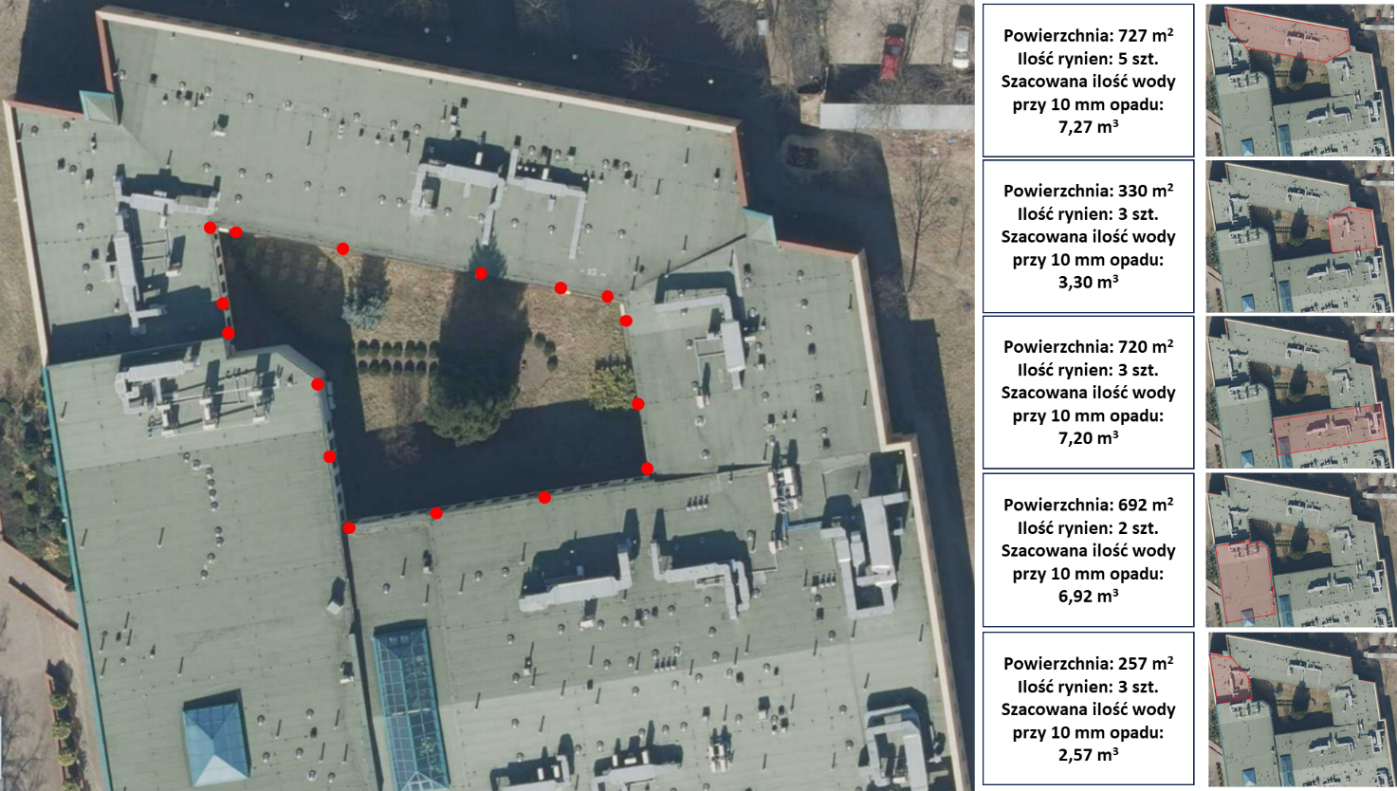 Powierzchnia: 727 m²
Ilość rynien: 5 szt.
Szacowana ilość wody
przy 10 mm opadu:
7,27 m³
Powierzchnia: 330 m²
Ilość rynien: 3 szt.
Szacowana ilość wody
przy 10 mm opadu:
3,30 m³
Powierzchnia: 720 m²
Ilość rynien: 3 szt.
Szacowana ilość wody
przy 10 mm opadu:
7,20 m³
Powierzchnia: 692 m²
Ilość rynien: 2 szt.
Szacowana ilość wody
przy 10 mm opadu:
6,92 m³
Powierzchnia: 257 m²
Ilość rynien: 3 szt.
Szacowana ilość wody
przy 10 mm opadu:
2,57 m³